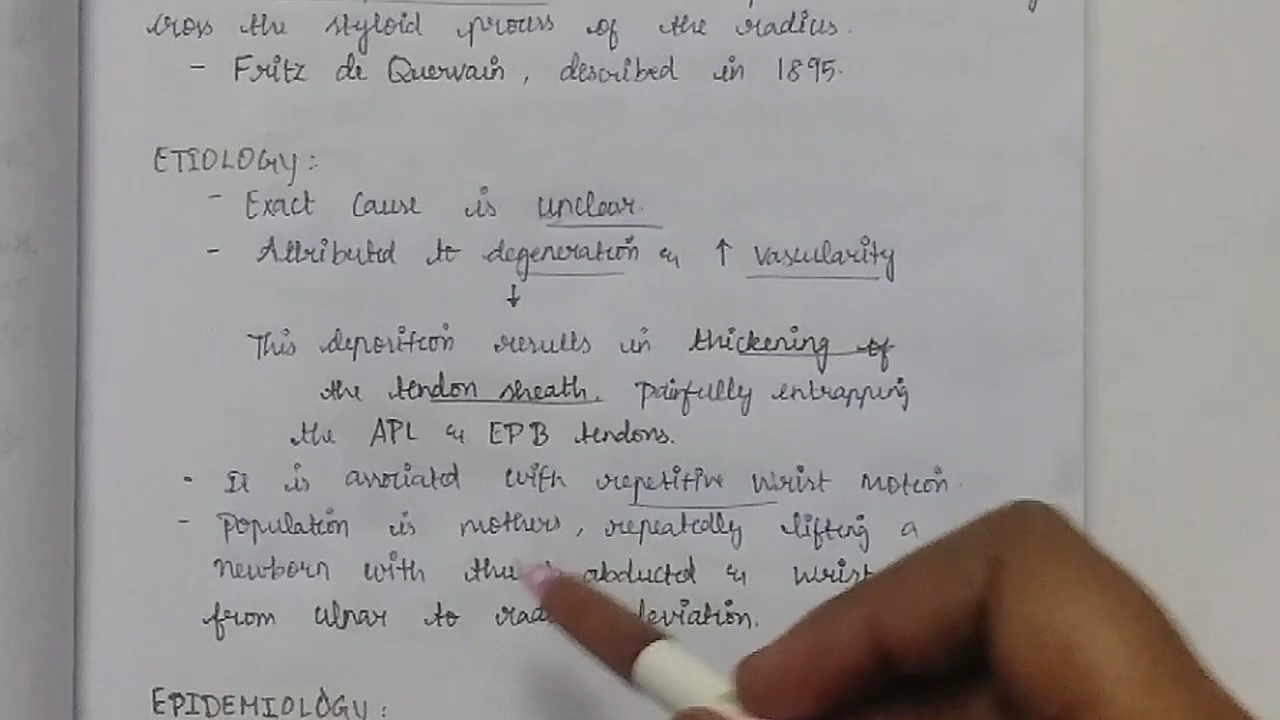 cross the styloid process of the radius.
- Fritz de Quervain, described in 1895.
ETIOLOGY:
- Exact cause is unclear.
- Attributed to degeneration & ↑ vascularity
↓
This deposition results in thickening of
the tendon sheath, painfully entrapping
the APL & EPB tendons.
- It is associated with repetitive wrist motion.
- Population is mothers, repeatedly lifting a
newborn with abducted & wrist
from ulnar to deviation.
EPIDEMIOLOGY: